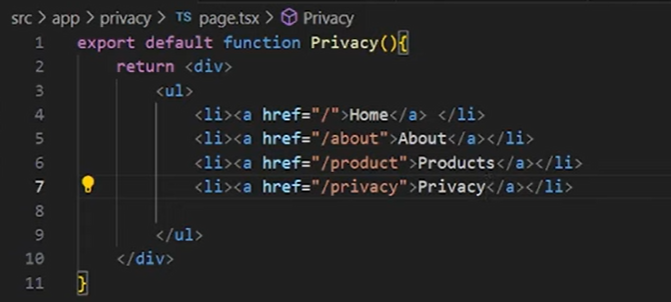 src > app > privacy > TS page.tsx > Privacy
1 export default function Privacy(){
2 return <div>
3 <ul>
4 <li><a href="/">Home</a> </li>
5 <li><a href="/about">About</a></li>
6 <li><a href="/product">Products</a></li>
7 <li><a href="/privacy">Privacy</a></li>
8
9 </ul>
10 </div>
11 }